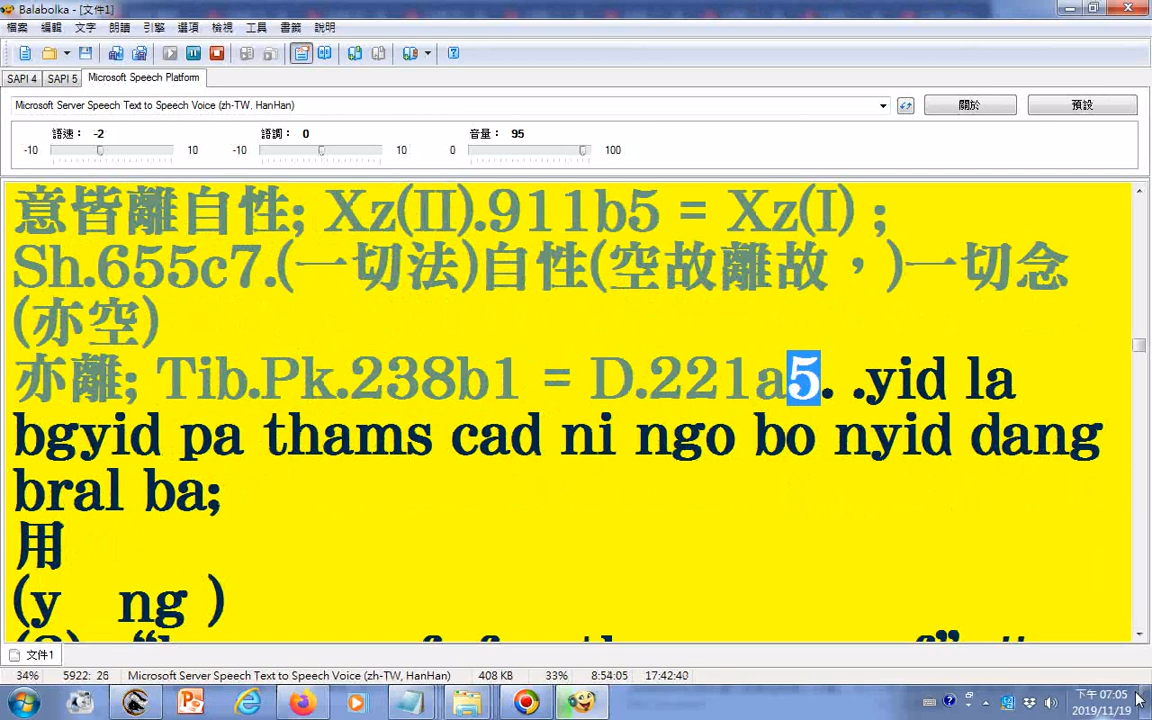 Balabolka - [文件1]
檔案 編輯 文字 朗讀 引擎 選項 檢視 工具 書籤 說明
SAPI 4 SAPI 5 Microsoft Speech Platform
Microsoft Server Speech Text to Speech Voice (zh-TW, HanHan) 關於 預設
語速： -2 語調： 0 音量： 95
-10 10 -10 10 0 100
意皆離自性; Xz(II).911b5 = Xz(I) ;
Sh.655c7.(一切法)自性(空故離故，)一切念
(亦空)
亦離; Tib.Pk.238b1 = D.221a5. .yid la
bgyid pa thams cad ni ngo bo nyid dang
bral ba;
用
(y ng )
文件1
34% 5922: 28 Microsoft Server Speech Text to Speech Voice (zh-TW, HanHan) 408 KB 33% 8:54:05 17:42:40
下午 07:05
2019/11/19